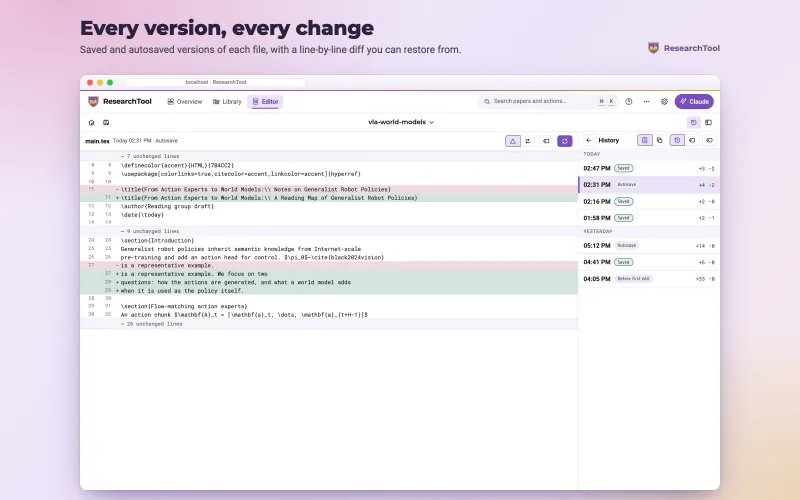 Every version, every change
Saved and autosaved versions of each file, with a line-by-line diff you can restore from.
ResearchTool
localhost · ResearchTool
ResearchTool
Overview
Library
Editor
Search papers and actions...
⌘ K
Claude
via-world-models
main.tex Today 02:31 PM · Autosave
~ 7 unchanged lines
8 8 \definecolor{accent}{HTML}{7B4CC2}
9 9 \usepackage[colorlinks=true,citecolor=accent,linkcolor=accent]{hyperref}
10 10
11 -\title{From Action Experts to World Models:\\ Notes on Generalist Robot Policies}
11 +\title{From Action Experts to World Models:\\ A Reading Map of Generalist Robot Policies}
12 12 \author{Reading group draft}
13 13 \date{\today}
14 14
~ 9 unchanged lines
24 24 \section{Introduction}
25 25 Generalist robot policies inherit semantic knowledge from Internet-scale
26 26 pre-training and add an action head for control. $\pi_0$~\cite{black2024vision}
27 -is a representative example.
27 +is a representative example. We focus on two
28 +questions: how the actions are generated, and what a world model adds
29 +when it is used as the policy itself.
28 30
29 31 \section{Flow-matching action experts}
30 32 An action chunk $\mathbf{A}_t = [\mathbf{a}_t, \dots, \mathbf{a}_{t+H-1}]$
~ 26 unchanged lines
History
TODAY
02:47 PM Saved +3 -2
02:31 PM Autosave +4 -2
02:16 PM Saved +2 -0
01:58 PM Saved +2 -1
YESTERDAY
05:12 PM Autosave +14 -0
04:41 PM Saved +6 -0
04:05 PM Before first edit +33 -0